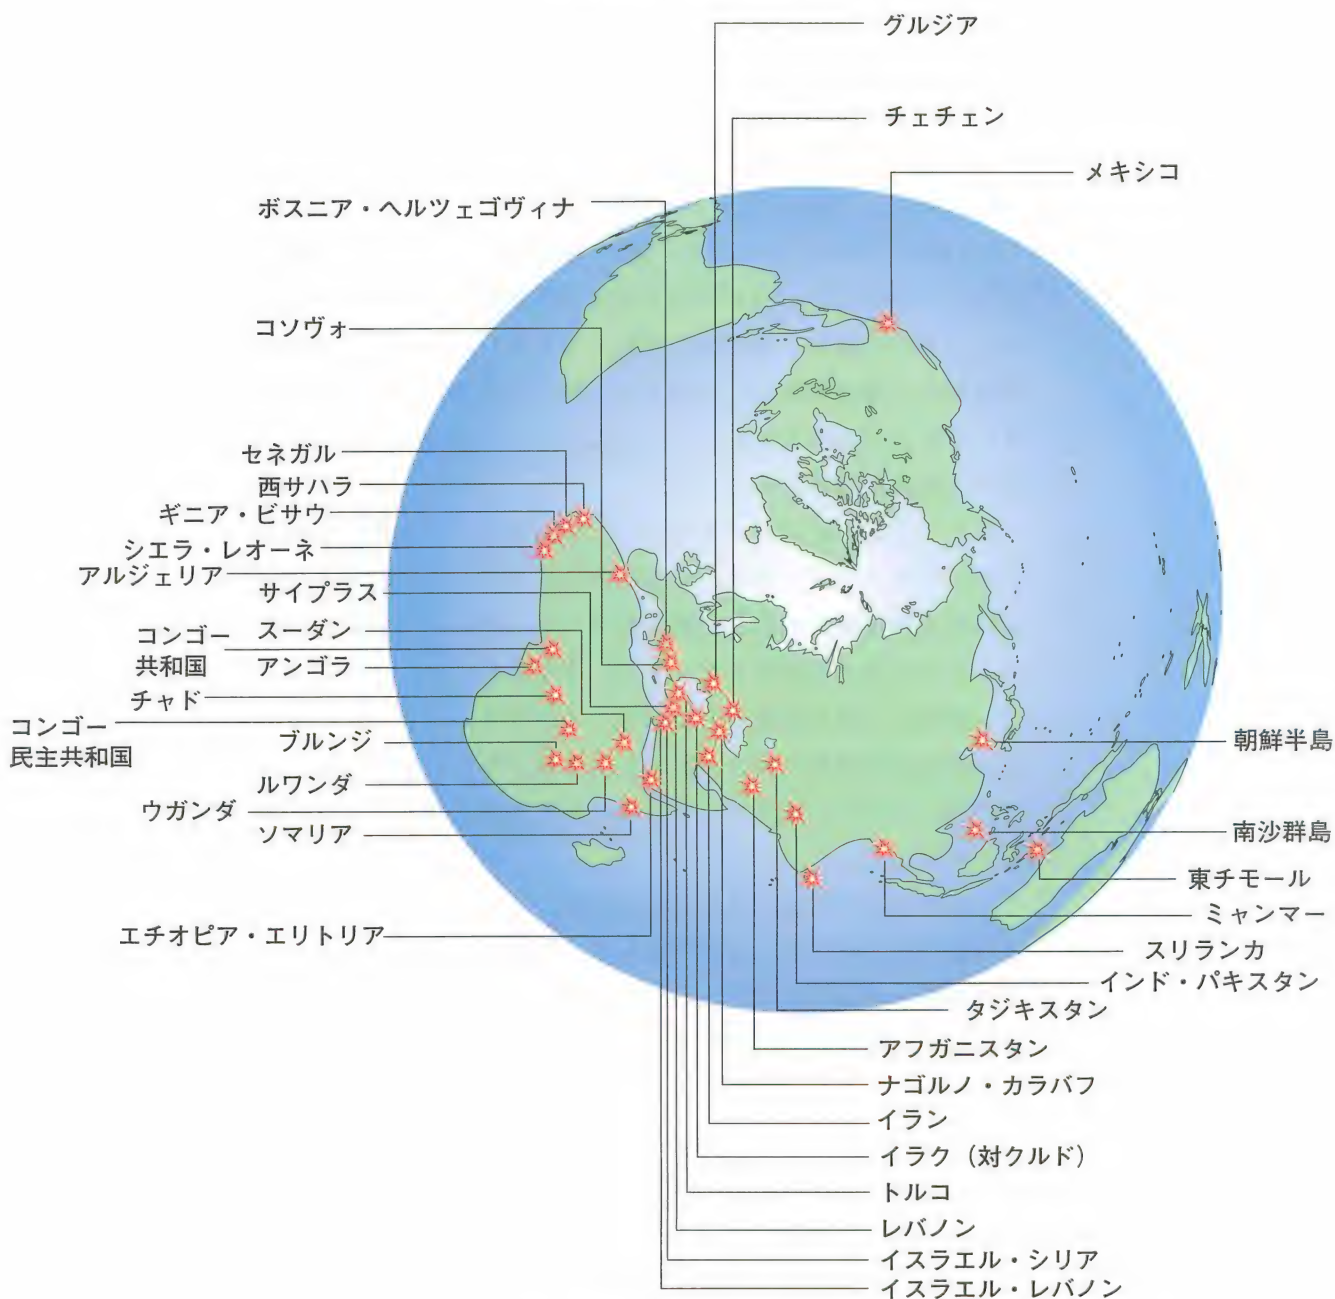 グルジア
チェチェン
メキシコ
ボスニア・ヘルツェゴヴィナ
コソヴォ
セネガル
西サハラ
ギニア・ビサウ
シエラ・レオーネ
アルジェリア
サイプラス
スーダン
コンゴー
共和国
アンゴラ
チャド
コンゴー
民主共和国
ブルンジ
ルワンダ
ウガンダ
ソマリア
エチオピア・エリトリア
朝鮮半島
南沙群島
東チモール
ミャンマー
スリランカ
インド・パキスタン
タジキスタン
アフガニスタン
ナゴルノ・カラバフ
イラン
イラク（対クルド）
トルコ
レバノン
イスラエル・シリア
イスラエル・レバノン